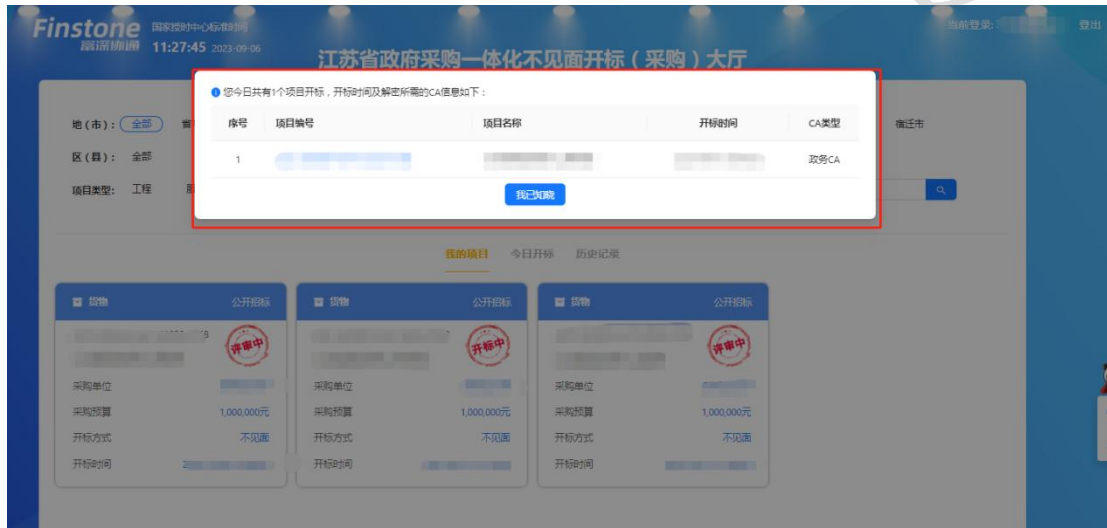 Finstone
富深协通
国家授时中心标准时间
11:27:45 2023-09-06
当前登录:
登出
江苏省政府采购一体化不见面开标（采购）大厅
您今日共有1个项目开标，开标时间及解密所需的CA信息如下：
序号 项目编号 项目名称 开标时间 CA类型
1 政务CA
我已知晓
地(市): 全部 省 宿迁市
区(县): 全部
项目类型: 工程
我的项目 今日开标 历史记录
货物 公开招标
评审中
采购单位
采购预算 1,000,000元
开标方式 不见面
开标时间
货物 公开招标
开标中
采购单位
采购预算 1,000,000元
开标方式 不见面
开标时间
货物 公开招标
评审中
采购单位
采购预算 1,000,000元
开标方式 不见面
开标时间